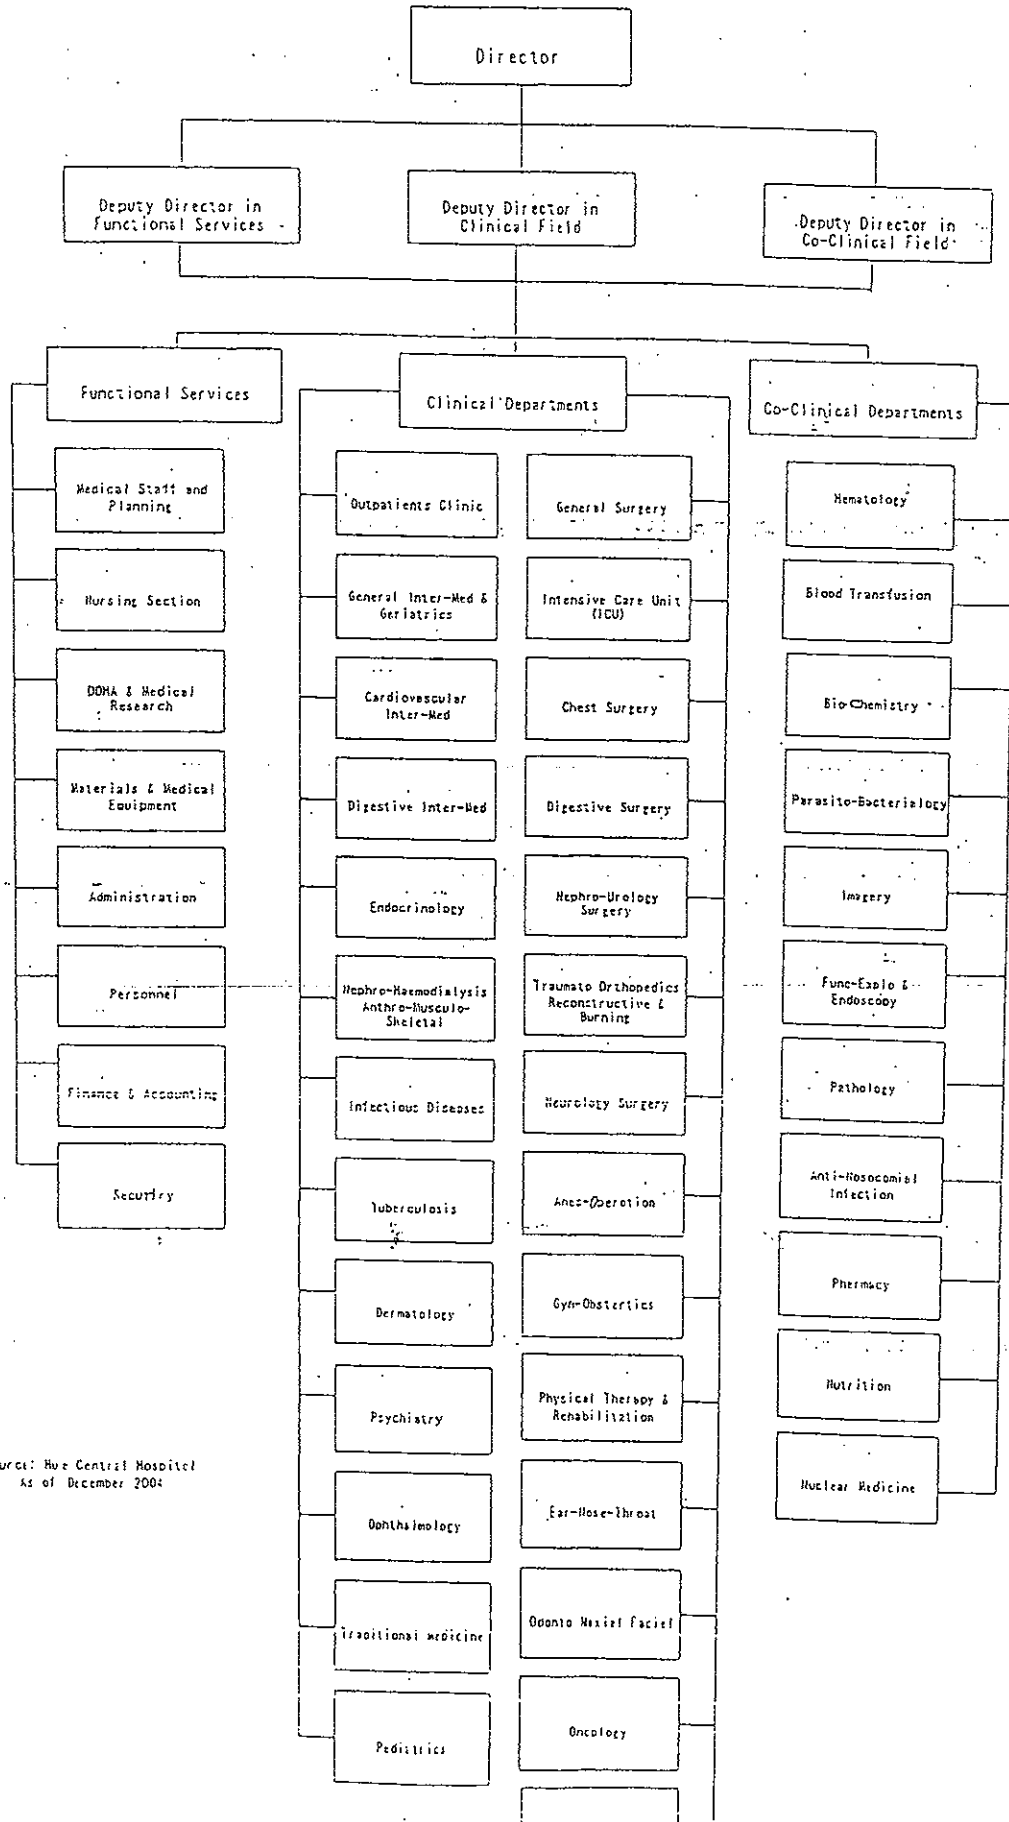 Director
Deputy Director in
Functional Services
Deputy Director in
Clinical Field
Deputy Director in
Co-Clinical Field
Functional Services
Clinical Departments
Co-Clinical Departments
Medical Staff and
Planning
Nursing Section
DOHA & Medical
Research
Materials & Medical
Equipment
Administration
Personnel
Finance & Accounting
Security
Outpatients Clinic
General Inter-Med &
Geriatrics
Cardiovascular
Inter-Med
Digestive Inter-Med
Endocrinology
Nephro-Haemodialysis
Anthro-Musculo-
Skeletal
Infectious Diseases
Tuberculosis
Dermatology
Psychiatry
Ophthalmology
Traditional medicine
Pediatrics
General Surgery
Intensive Care Unit
(ICU)
Chest Surgery
Digestive Surgery
Nephro-Urology
Surgery
Traumato Orthopedics
Reconstructive &
Burning
Neurology Surgery
Anes-Operation
Gyn-Obstertics
Physical Therapy &
Rehabilitation
Ear-Nose-Throat
Odonto Maxiel Faciel
Oncology
Hematology
Blood Transfusion
Bio-Chemistry
Parasito-Bacterialogy
Imagery
Func-Explo &
Endoscopy
Pathology
Anti-Nosocomial
Infection
Phermacy
Nutrition
Nuclear Medicine
urce: Hue Central Hospital
As of December 2004